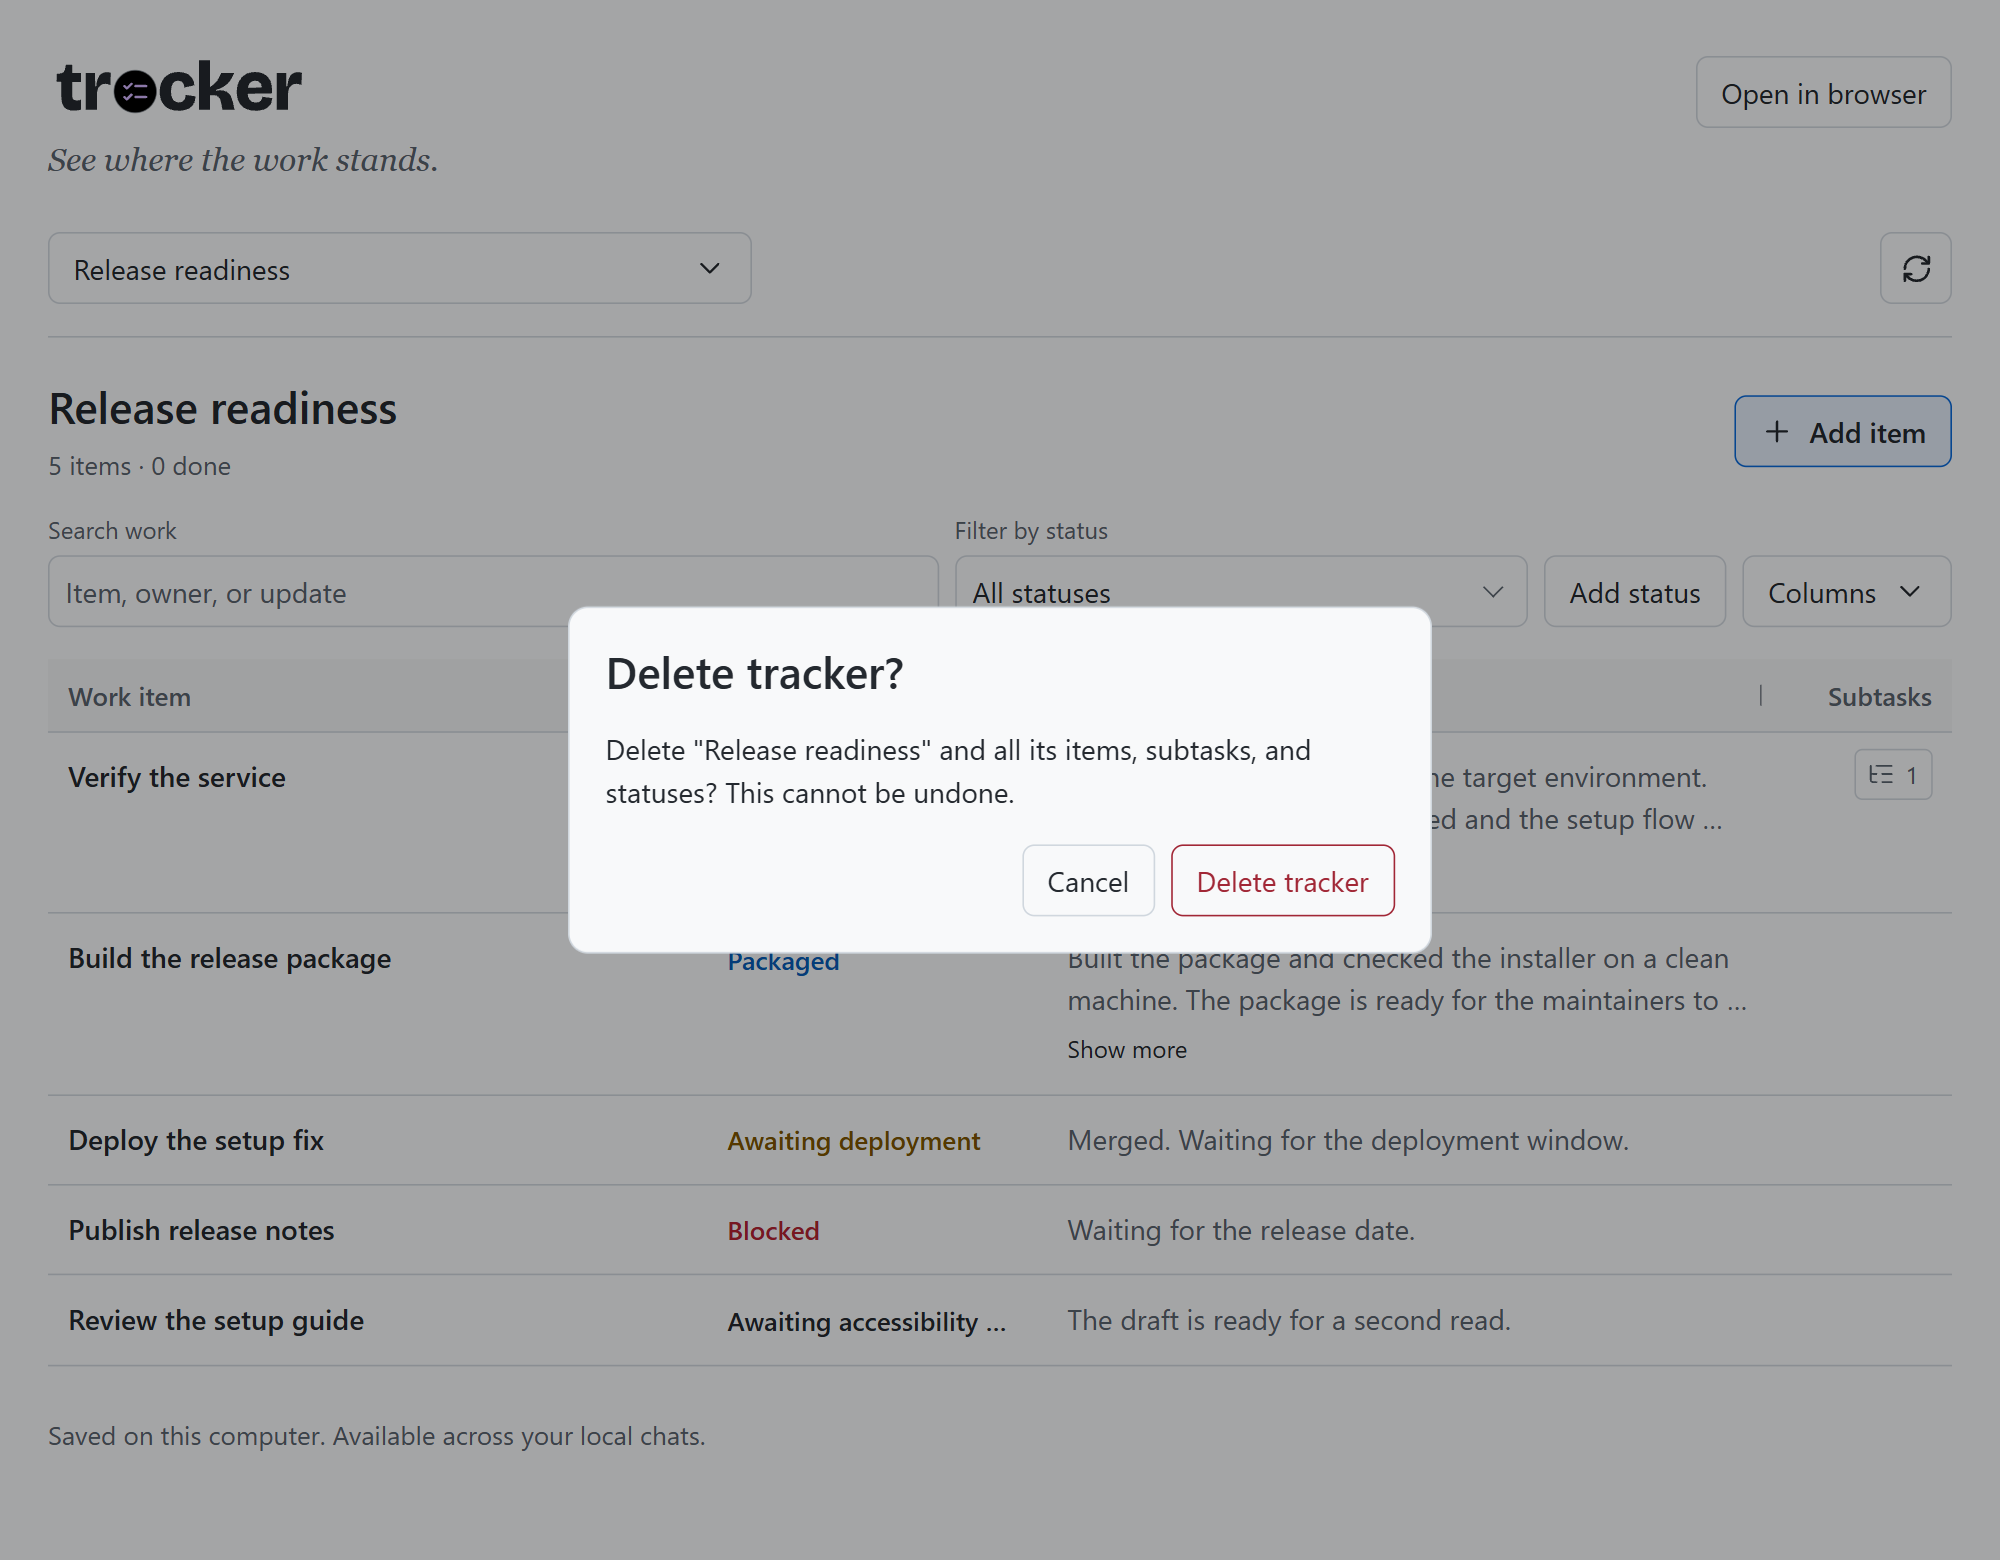 trocker
Open in browser
See where the work stands.
Release readiness
Release readiness
5 items · 0 done
Add item
Search work
Filter by status
Item, owner, or update
All statuses
Add status
Columns
Delete tracker?
Delete "Release readiness" and all its items, subtasks, and
statuses? This cannot be undone.
Cancel
Delete tracker
Work item
Subtasks
Verify the service
target environment.
and the setup flow ...
1
Build the release package
Packaged
Built the package and checked the installer on a clean
machine. The package is ready for the maintainers to ...
Show more
Deploy the setup fix
Awaiting deployment
Merged. Waiting for the deployment window.
Publish release notes
Blocked
Waiting for the release date.
Review the setup guide
Awaiting accessibility ...
The draft is ready for a second read.
Saved on this computer. Available across your local chats.